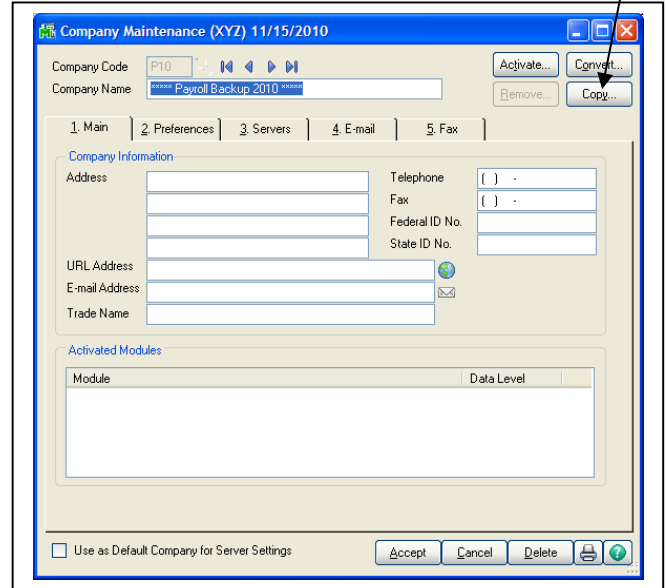 Company Maintenance (XYZ) 11/15/2010
Company Code P10 Activate... Convert...
Company Name ***** Payroll Backup 2010 ***** Remove... Copy...
1. Main 2. Preferences 3. Servers 4. E-mail 5. Fax
Company Information
Address Telephone ( ) -
Fax ( ) -
Federal ID No.
State ID No.
URL Address
E-mail Address
Trade Name
Activated Modules
Module Data Level
Use as Default Company for Server Settings Accept Cancel Delete